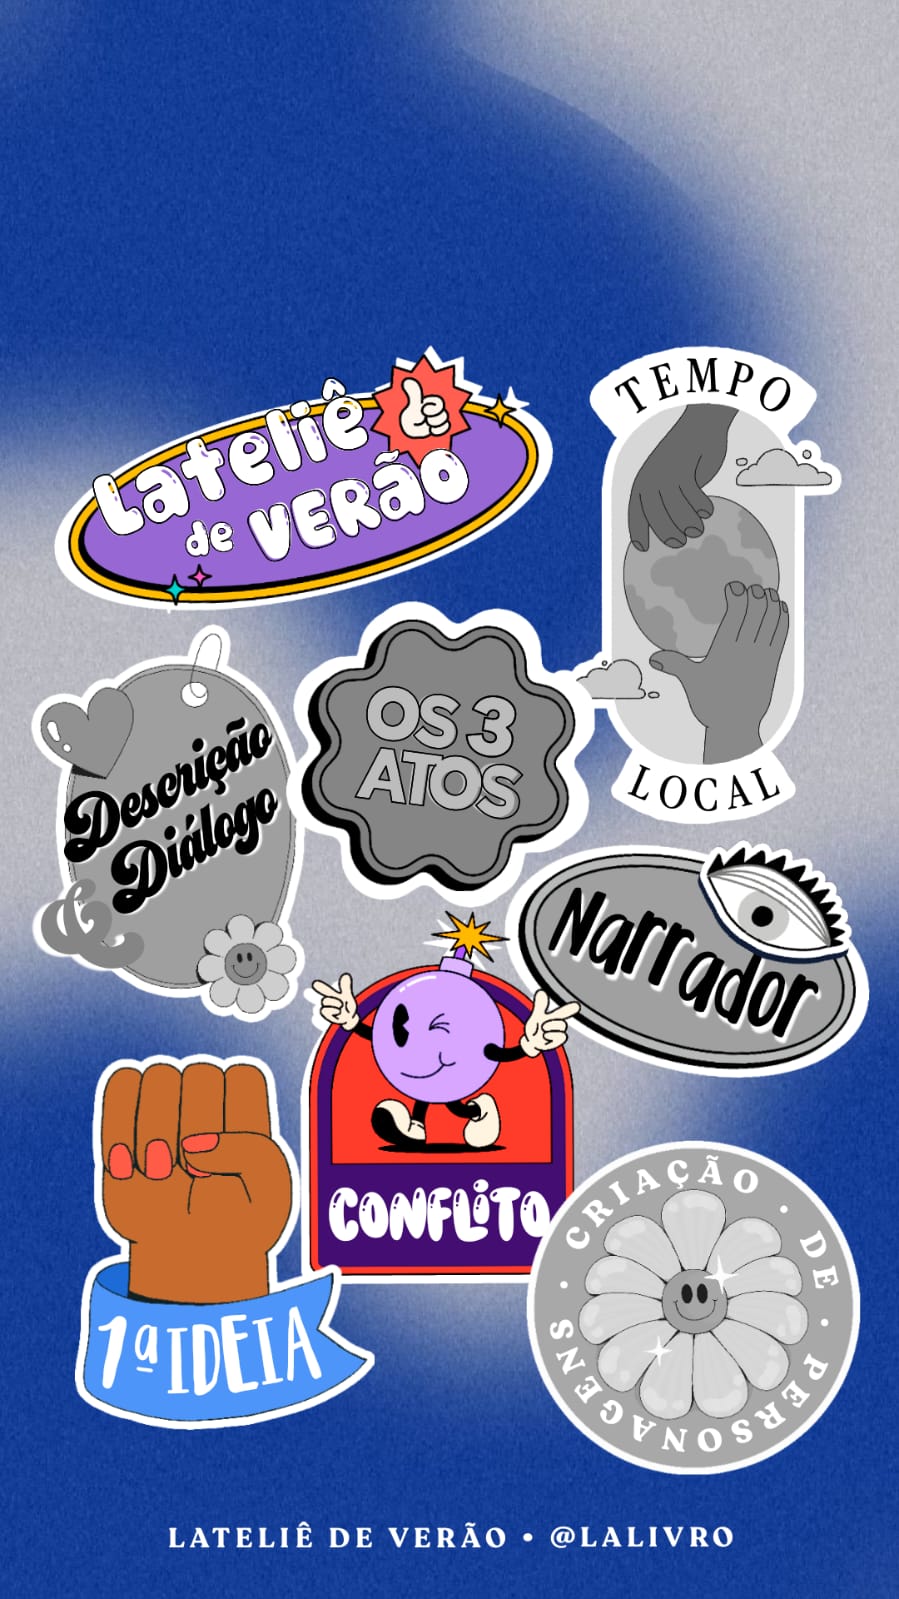 Lateliê
de VERÃO
TEMPO
LOCAL
OS 3
ATOS
Descrição
Diálogo
&
Narrador
CONFLITO
1ª IDEIA
CRIAÇÃO · DE · PERSONAGENS ·
LATELIÊ DE VERÃO • @LALIVRO